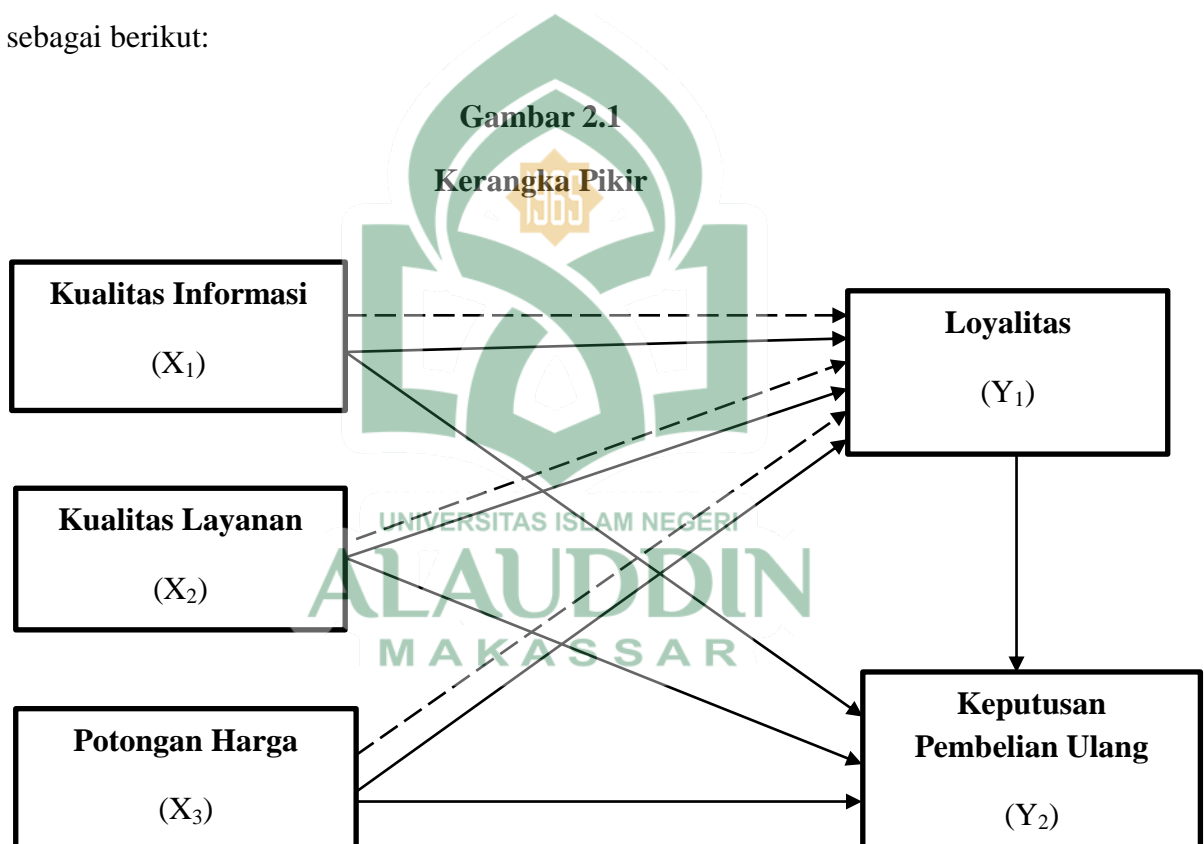 sebagai berikut:
Gambar 2.1
Kerangka Pikir
1965
Kualitas Informasi
(X₁)
Loyalitas
(Y₁)
Kualitas Layanan
(X₂)
UNIVERSITAS ISLAM NEGERI
ALAUDDIN
MAKASSAR
Potongan Harga
(X₃)
Keputusan
Pembelian Ulang
(Y₂)